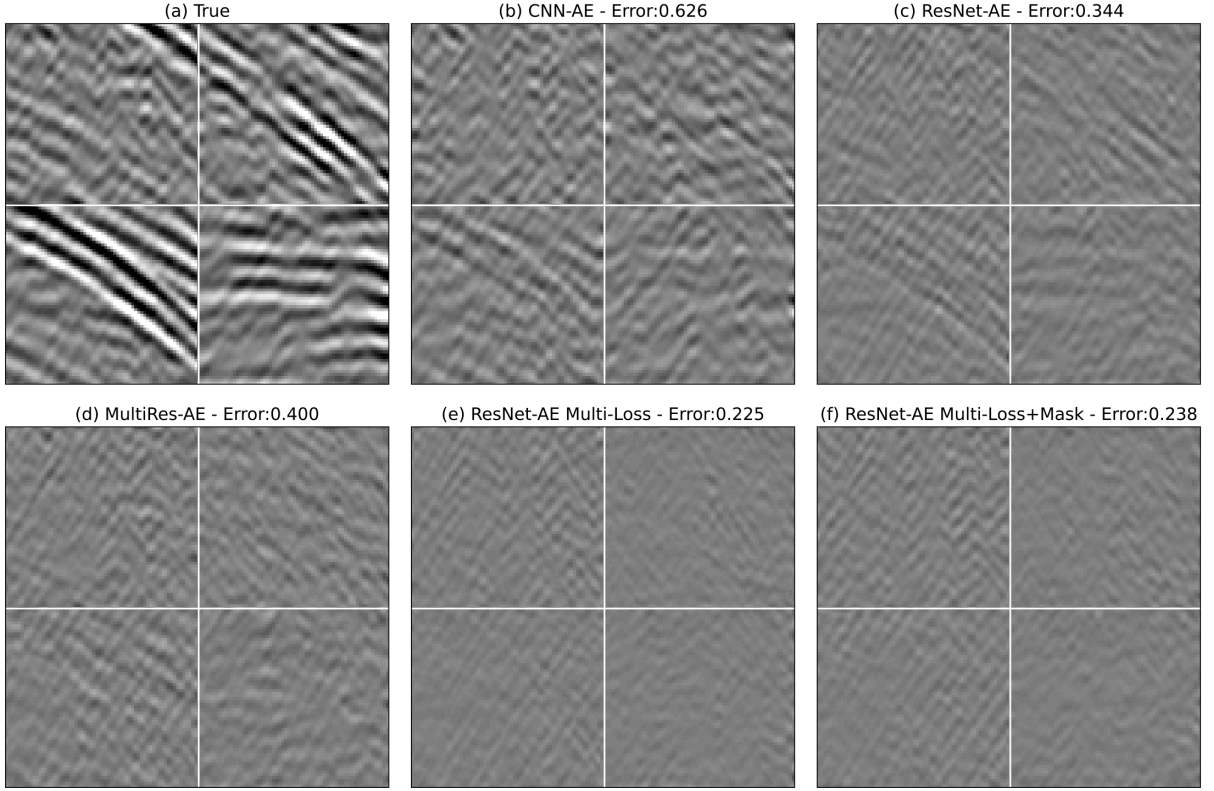 (a) True
(b) CNN-AE - Error:0.626
(c) ResNet-AE - Error:0.344
(d) MultiRes-AE - Error:0.400
(e) ResNet-AE Multi-Loss - Error:0.225
(f) ResNet-AE Multi-Loss+Mask - Error:0.238